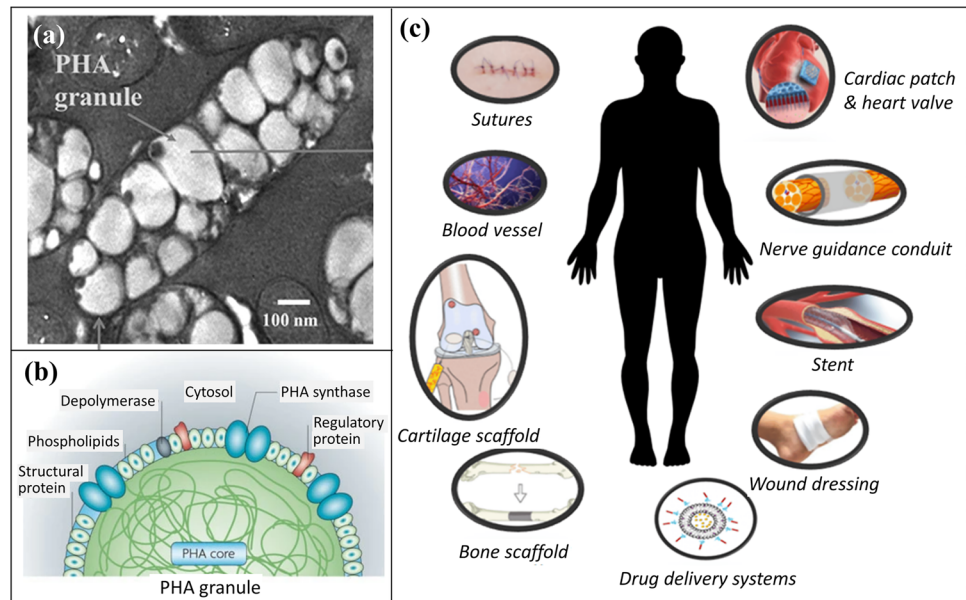 (a)
PHA
granule
100 nm
(b)
Depolymerase
Cytosol
PHA synthase
Phospholipids
Regulatory
protein
Structural
protein
PHA core
PHA granule
(c)
Sutures
Cardiac patch
& heart valve
Blood vessel
Nerve guidance conduit
Stent
Cartilage scaffold
Wound dressing
Bone scaffold
Drug delivery systems